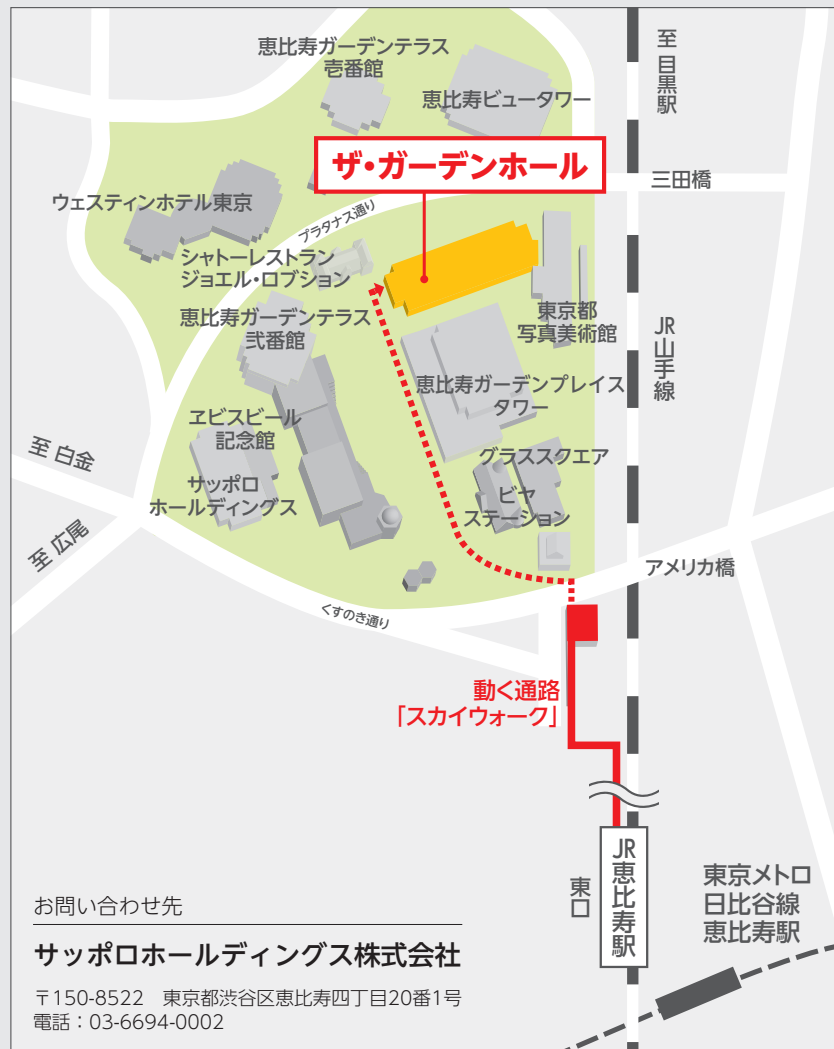 恵比寿ガーデンテラス
壱番館
恵比寿ビュータワー
至
目黒駅
ザ・ガーデンホール
三田橋
ウェスティンホテル東京
プラタナス通り
シャトーレストラン
ジョエル・ロブション
恵比寿ガーデンテラス
弐番館
東京都
写真美術館
JR山手線
恵比寿ガーデンプレイス
タワー
ヱビスビール
記念館
至 白金
グラススクエア
サッポロ
ホールディングス
ビヤ
ステーション
至 広尾
アメリカ橋
くすのき通り
動く通路
「スカイウォーク」
JR恵比寿駅
東口
東京メトロ
日比谷線
恵比寿駅
お問い合わせ先
サッポロホールディングス株式会社
〒150-8522　東京都渋谷区恵比寿四丁目20番1号
電話：03-6694-0002